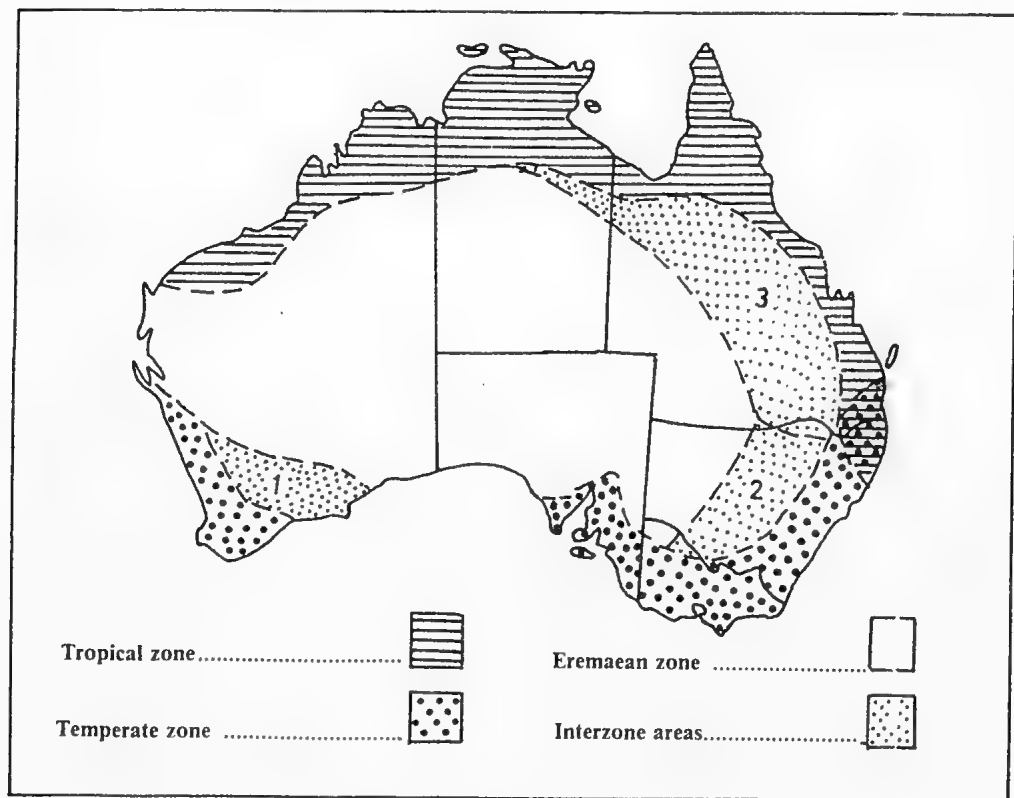 3
1
2
Tropical zone..............................
Eremaean zone ..........................
Temperate zone ..........................
Interzone areas.........................